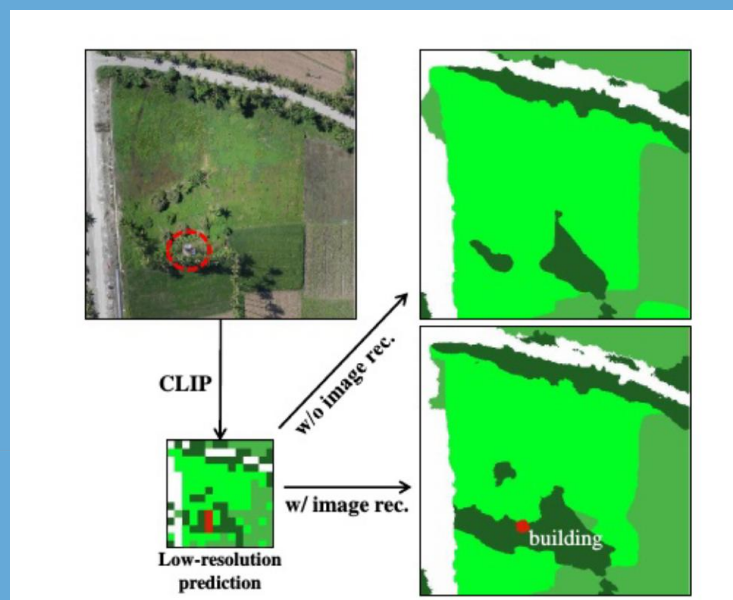 CLIP
w/o image rec.
w/ image rec.
building
Low-resolution
prediction